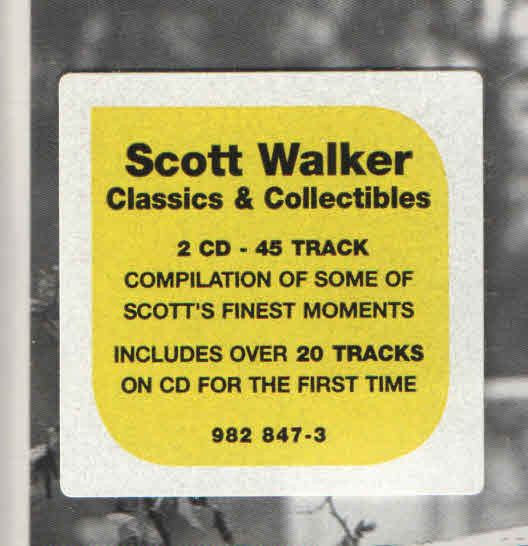 Scott Walker
Classics & Collectibles
2 CD - 45 TRACK
COMPILATION OF SOME OF
SCOTT'S FINEST MOMENTS
INCLUDES OVER 20 TRACKS
ON CD FOR THE FIRST TIME
982 847-3